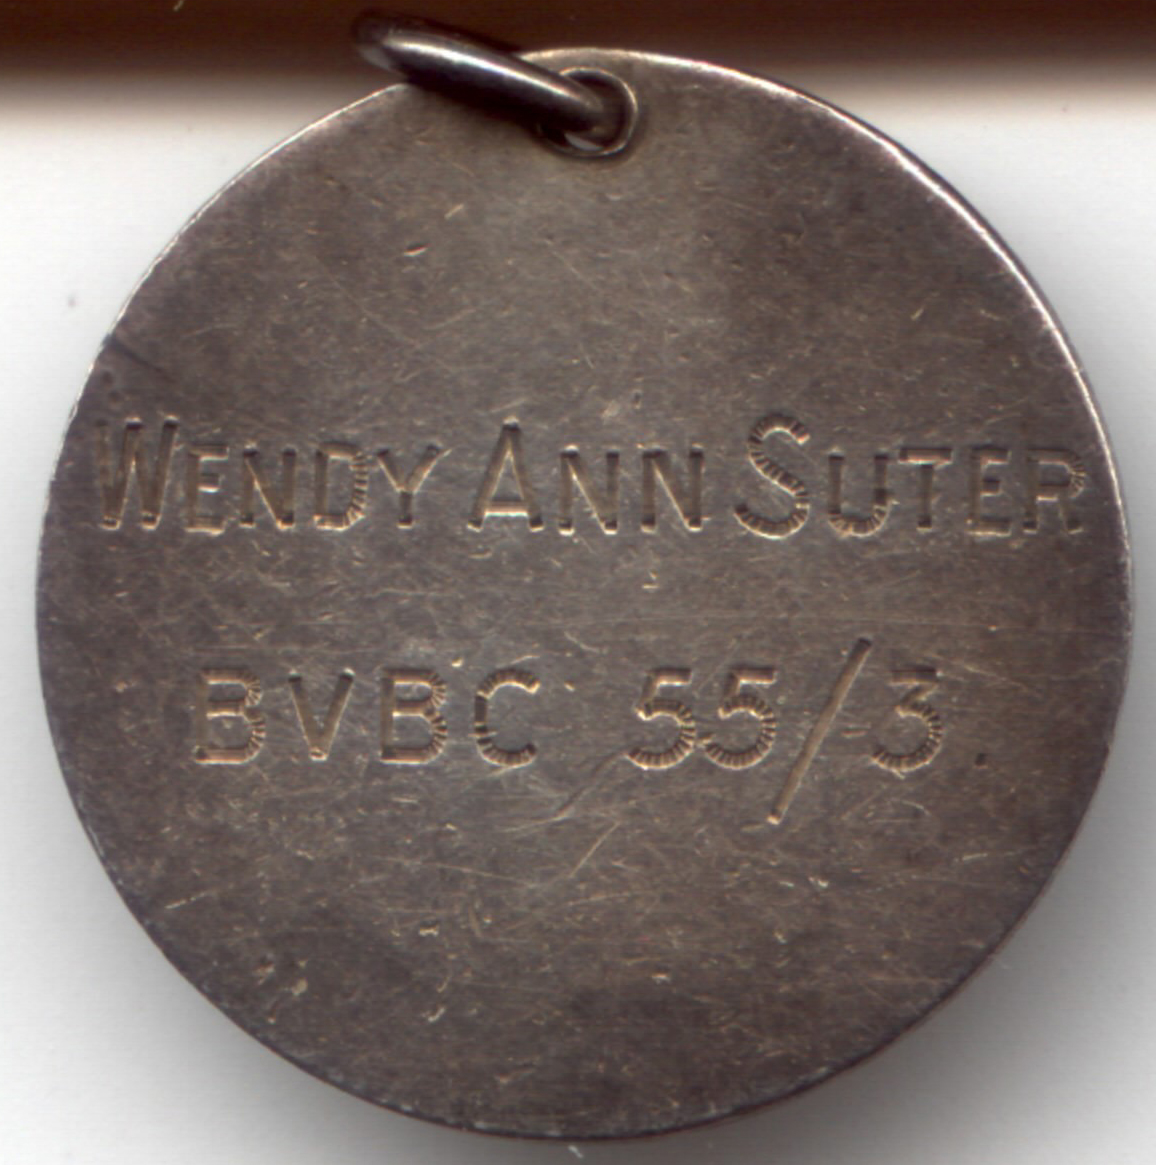 WENDY ANN SUTER
BVBC 55/3.